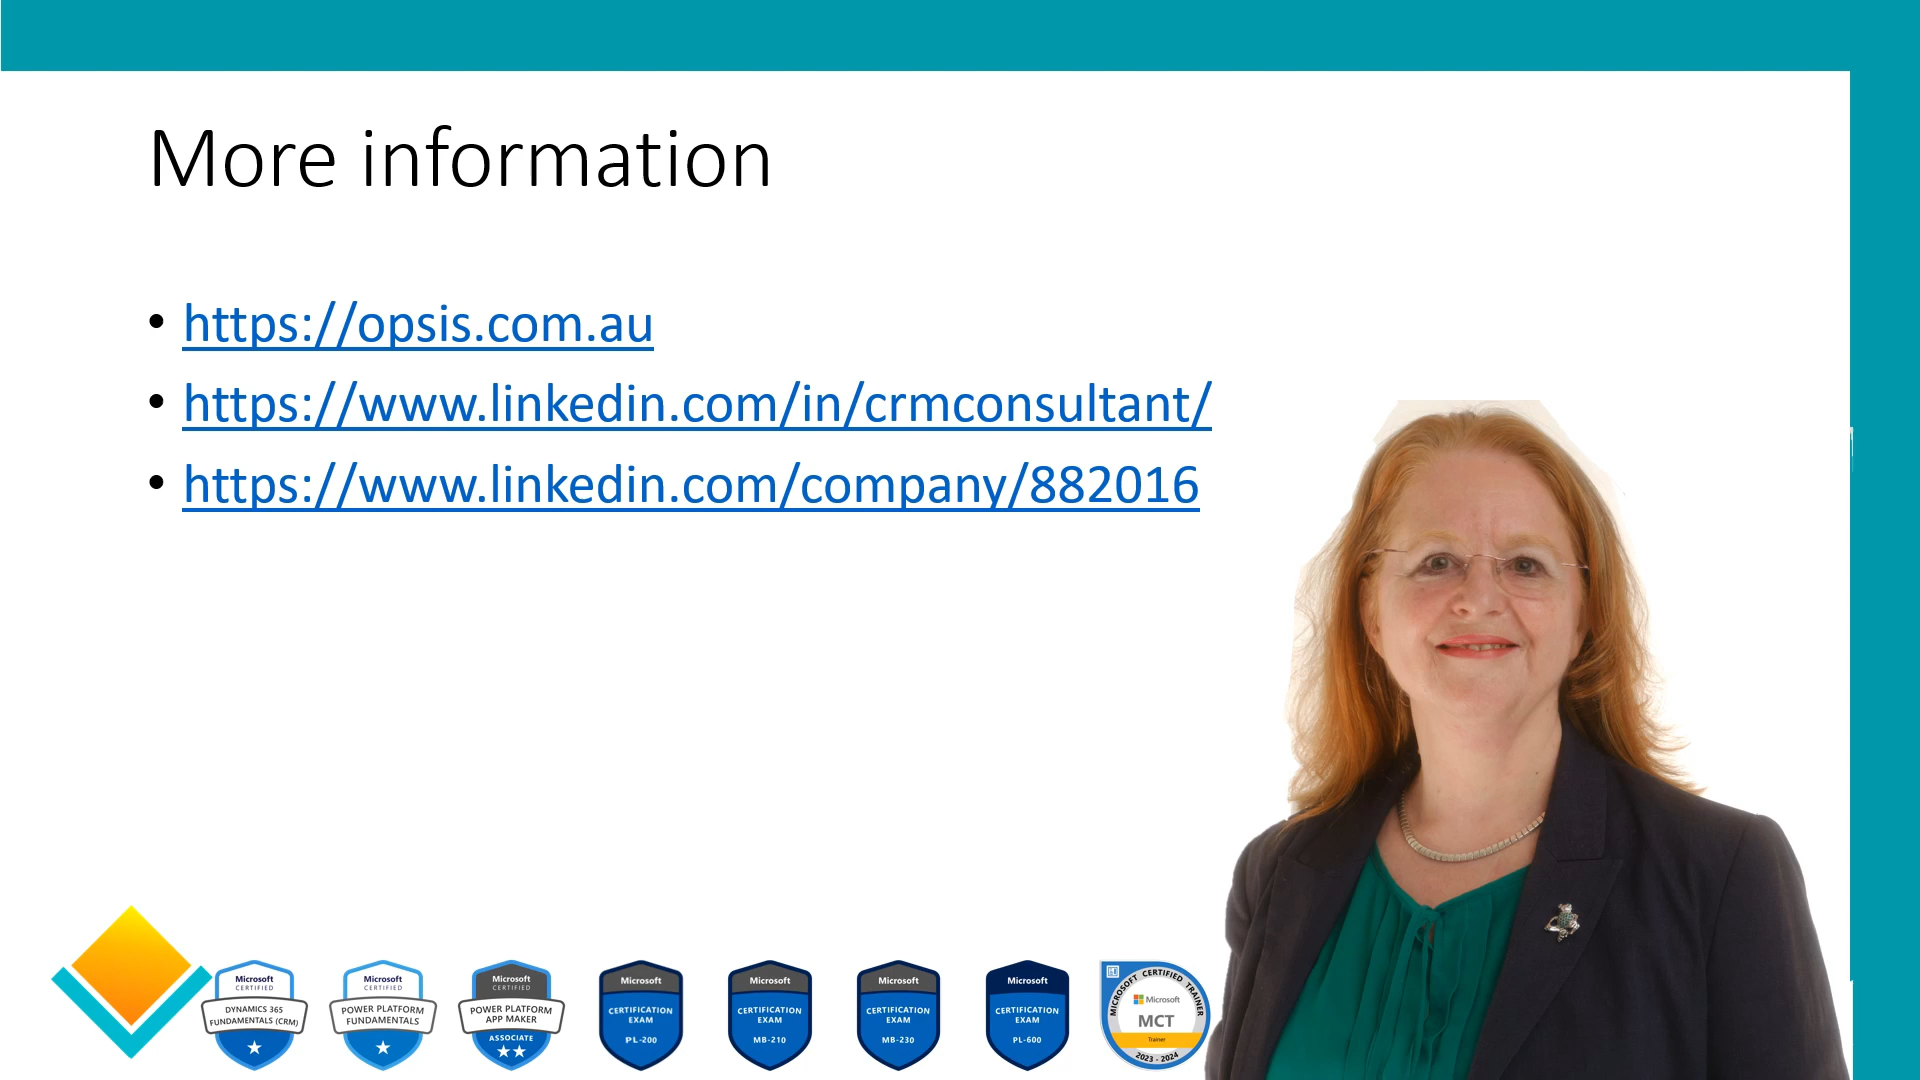 More information
• https://opsis.com.au
• https://www.linkedin.com/in/crmconsultant/
• https://www.linkedin.com/company/882016
Microsoft
CERTIFIED
DYNAMICS 365
FUNDAMENTALS (CRM)
Microsoft
CERTIFIED
POWER PLATFORM
FUNDAMENTALS
Microsoft
CERTIFIED
POWER PLATFORM
APP MAKER
ASSOCIATE
Microsoft
CERTIFICATION
EXAM
PL-200
Microsoft
CERTIFICATION
EXAM
MB-210
Microsoft
CERTIFICATION
EXAM
MB-230
Microsoft
CERTIFICATION
EXAM
PL-600
MICROSOFT CERTIFIED TRAINER
Microsoft
MCT
Trainer
2023 - 2024